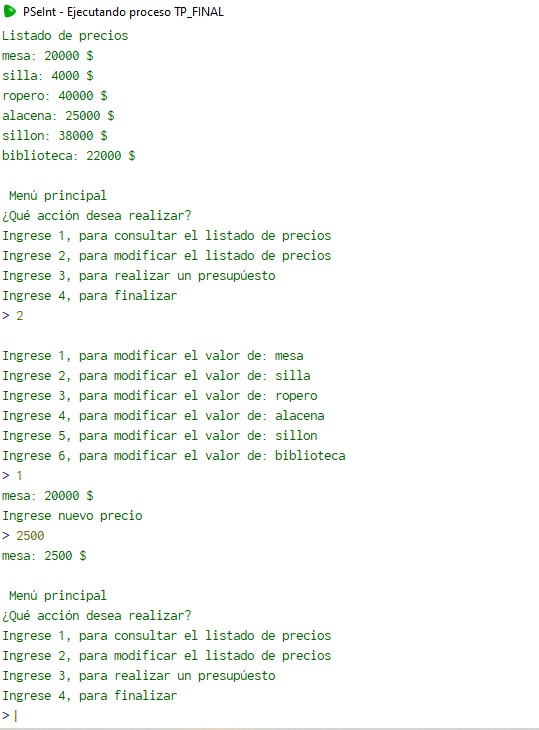 PSeInt - Ejecutando proceso TP_FINAL
Listado de precios
mesa: 20000 $
silla: 4000 $
ropero: 40000 $
alacena: 25000 $
sillon: 38000 $
biblioteca: 22000 $
Menú principal
¿Qué acción desea realizar?
Ingrese 1, para consultar el listado de precios
Ingrese 2, para modificar el listado de precios
Ingrese 3, para realizar un presupúesto
Ingrese 4, para finalizar
> 2
Ingrese 1, para modificar el valor de: mesa
Ingrese 2, para modificar el valor de: silla
Ingrese 3, para modificar el valor de: ropero
Ingrese 4, para modificar el valor de: alacena
Ingrese 5, para modificar el valor de: sillon
Ingrese 6, para modificar el valor de: biblioteca
> 1
mesa: 20000 $
Ingrese nuevo precio
> 2500
mesa: 2500 $
Menú principal
¿Qué acción desea realizar?
Ingrese 1, para consultar el listado de precios
Ingrese 2, para modificar el listado de precios
Ingrese 3, para realizar un presupúesto
Ingrese 4, para finalizar
>